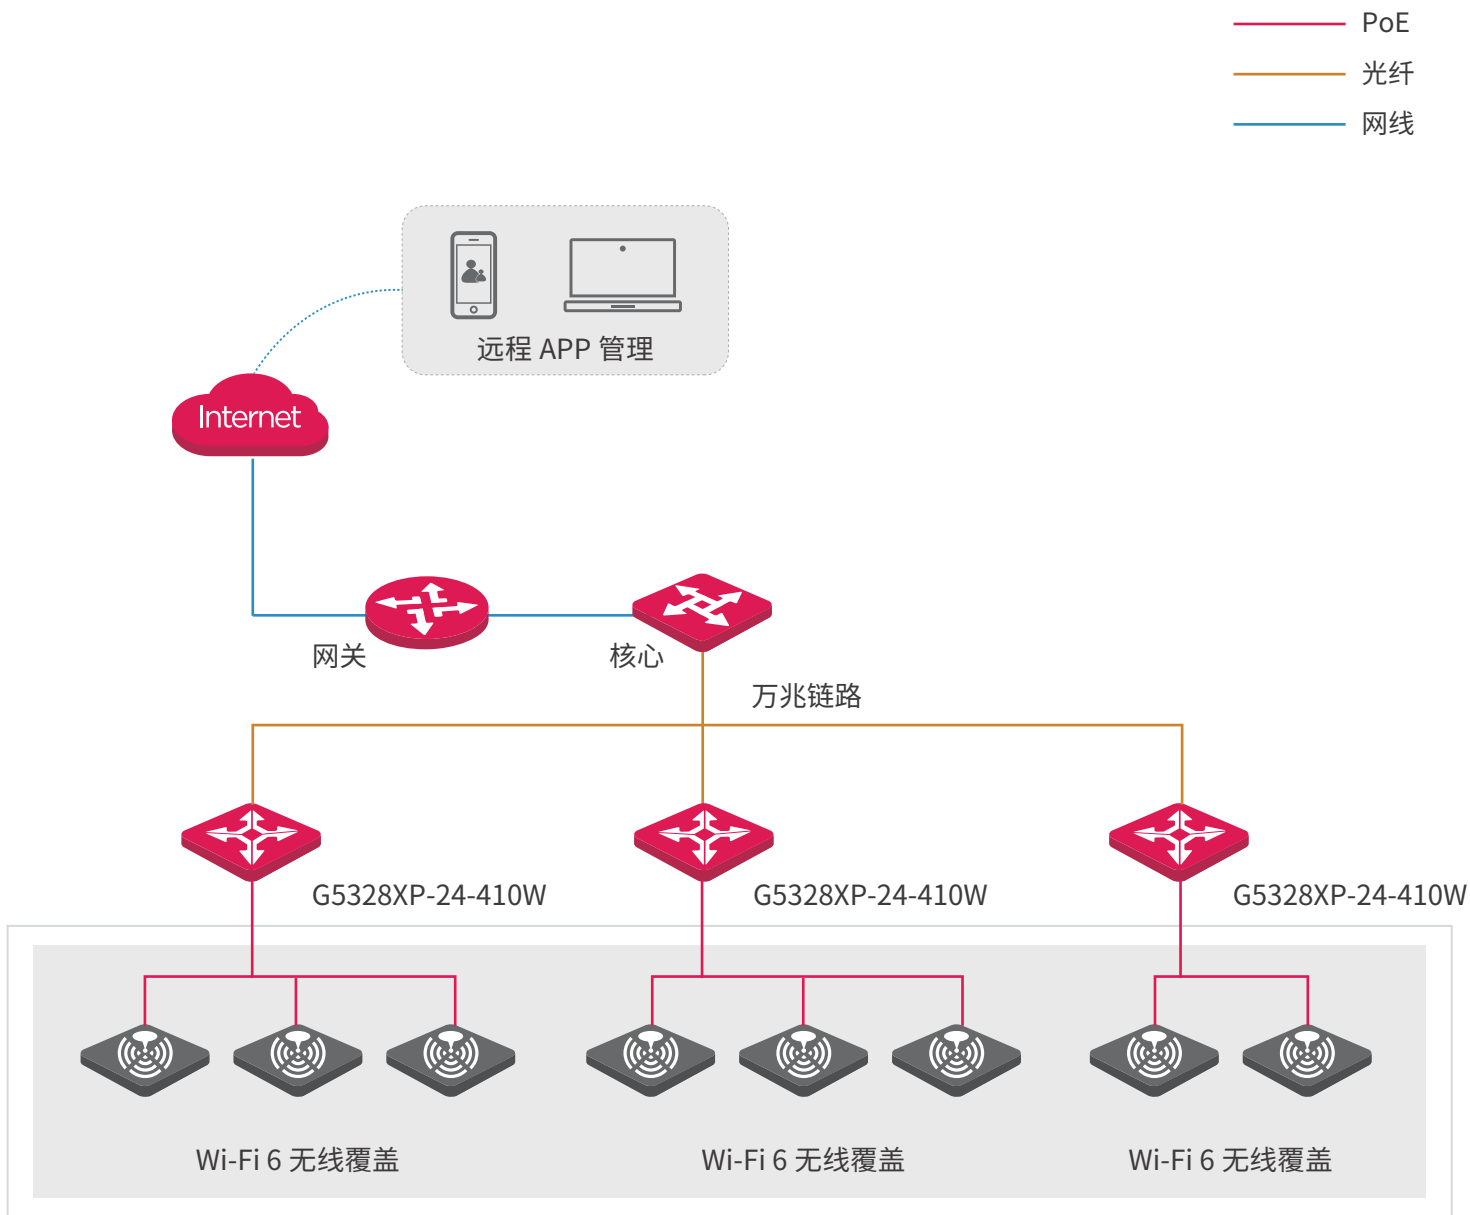 PoE
光纤
网线
远程 APP 管理
Internet
网关
核心
万兆链路
G5328XP-24-410W
G5328XP-24-410W
G5328XP-24-410W
Wi-Fi 6 无线覆盖
Wi-Fi 6 无线覆盖
Wi-Fi 6 无线覆盖